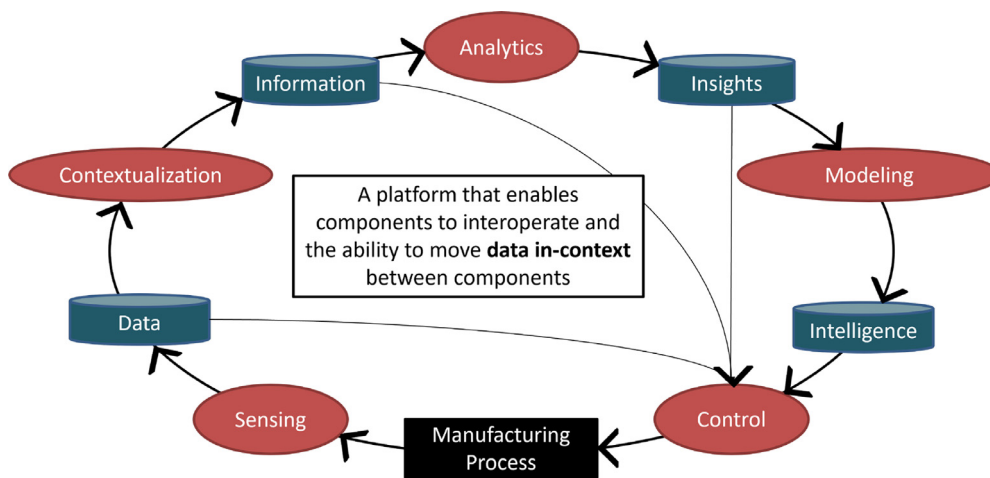 Analytics
Information
Insights
Contextualization
Modeling
A platform that enables
components to interoperate and
the ability to move data in-context
between components
Data
Intelligence
Sensing
Control
Manufacturing
Process